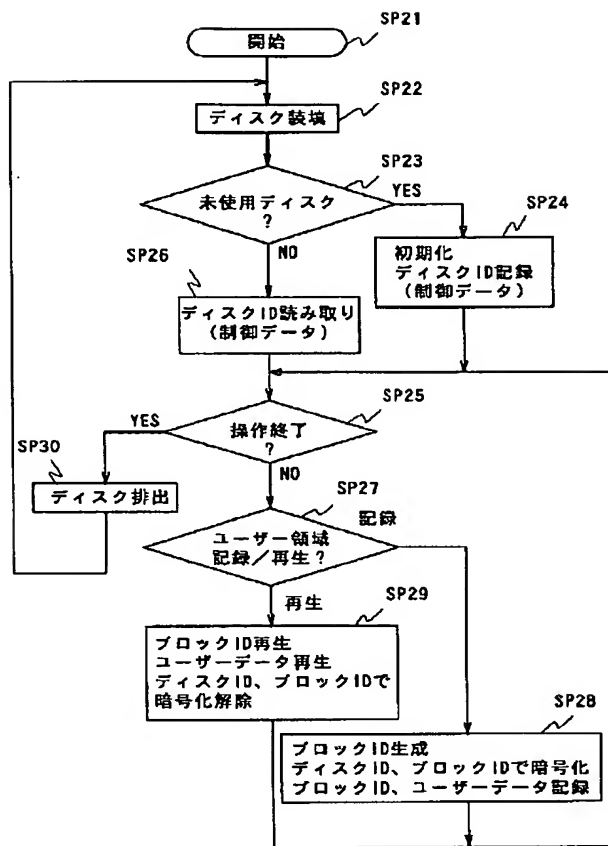 SP21
開始
SP22
ディスク装填
SP23
未使用ディスク
?
YES
NO
SP24
初期化
ディスクID記録
(制御データ)
SP26
ディスクID読み取り
(制御データ)
SP25
操作終了
?
YES
NO
SP30
ディスク排出
SP27
ユーザー領域
記録/再生?
記録
再生
SP29
ブロックID再生
ユーザーデータ再生
ディスクID、ブロックIDで
暗号化解除
SP28
ブロックID生成
ディスクID、ブロックIDで暗号化
ブロックID、ユーザーデータ記録